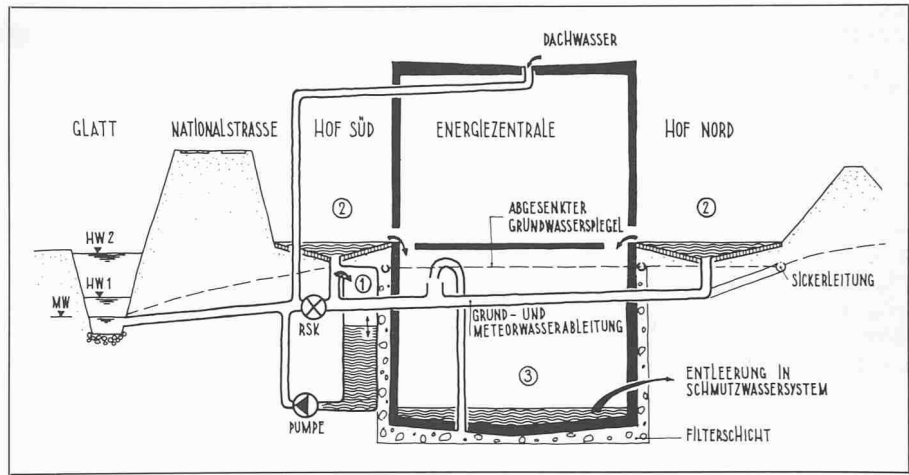 DACHWASSER
GLATT
NATIONALSTRASSE
HOF SÜD
ENERGIEZENTRALE
HOF NORD
②
②
ABGESENKTER
GRUNDWASSERSPIEGEL
HW2
HW1
MW
①
SICKERLEITUNG
RSK
GRUND- UND
METEORWASSERABLEITUNG
③
ENTLEERUNG IN
SCHMUTZWASSERSYSTEM
PUMPE
FILTERSCHICHT